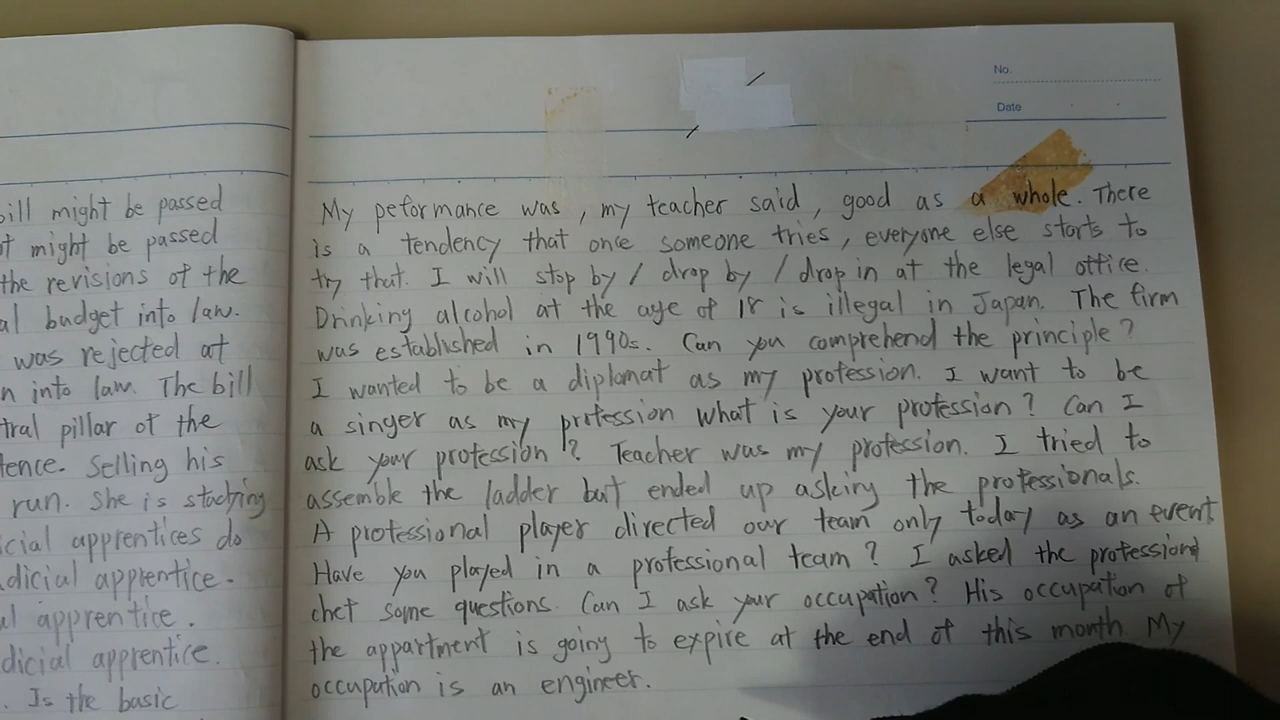 bill might be passed
might be passed
the revisions of the
budget into law.
was rejected at
into law. The bill
pillar of the
Selling his
run. She is studying
apprentices do
apprentice.
apprentice.
apprentice.
. Is the basic
No.
Date
My peformance was, my teacher said, good as a whole. There
is a tendency that once someone tries, everyone else starts to
try that. I will stop by / drop by / drop in at the legal office.
Drinking alcohol at the age of 18 is illegal in Japan. The firm
was established in 1990s. Can you comprehend the principle?
I wanted to be a diplomat as my profession. I want to be
a singer as my profession what is your profession? Can I
ask your profession? Teacher was my profession. I tried to
assemble the ladder but ended up asking the professionals.
A professional player directed our team only today as an event
Have you played in a professional team? I asked the professional
chef some questions. Can I ask your occupation? His occupation of
the appartment is going to expire at the end of this month. My
occupation is an engineer.